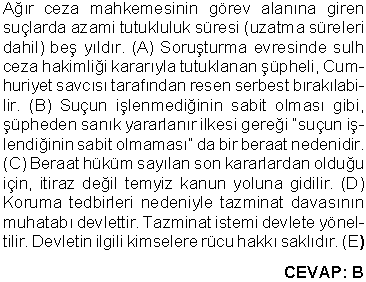 Ağır ceza mahkemesinin görev alanına giren
suçlarda azami tutukluluk süresi (uzatma süreleri
dahil) beş yıldır. (A) Soruşturma evresinde sulh
ceza hakimliği kararıyla tutuklanan şüpheli, Cum-
huriyet savcısı tarafından resen serbest bırakılabi-
lir. (B) Suçun işlenmediğinin sabit olması gibi,
şüpheden sanık yararlanır ilkesi gereği “suçun iş-
lendiğinin sabit olmaması” da bir beraat nedenidir.
(C) Beraat hüküm sayılan son kararlardan olduğu
için, itiraz değil temyiz kanun yoluna gidilir. (D)
Koruma tedbirleri nedeniyle tazminat davasının
muhatabı devlettir. Tazminat istemi devlete yönel-
tilir. Devletin ilgili kimselere rücu hakkı saklıdır. (E)
CEVAP: B